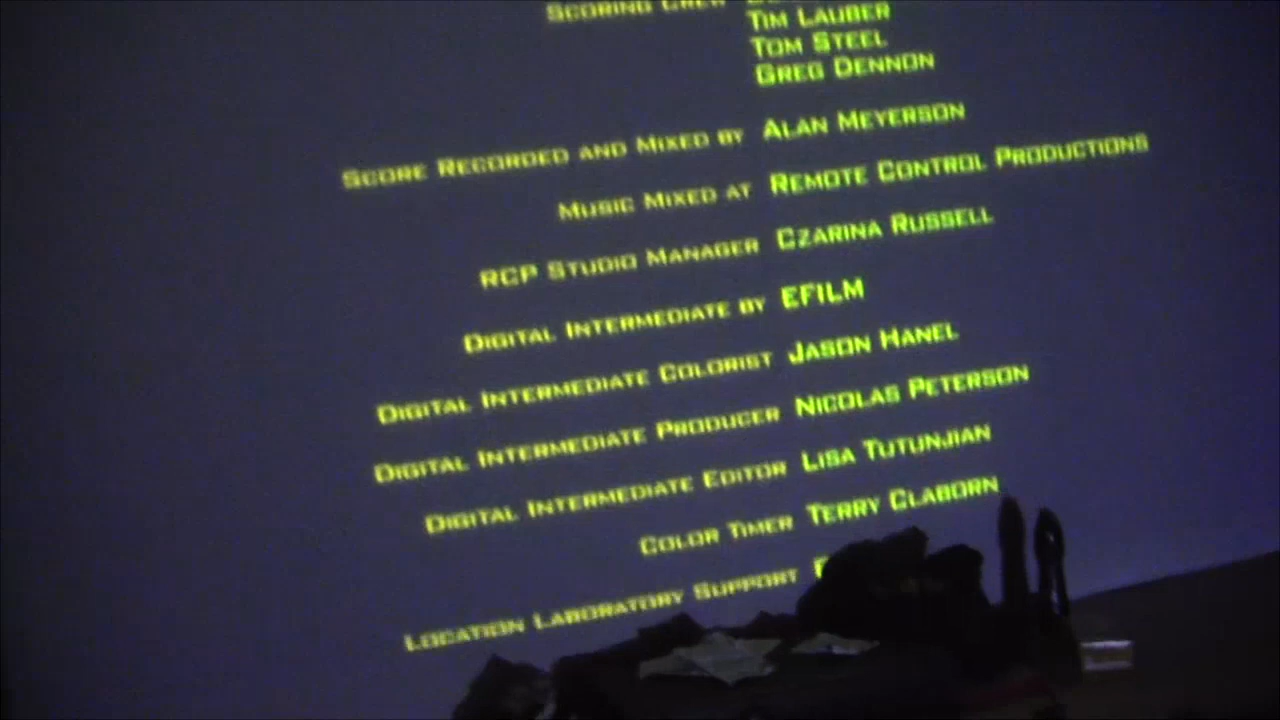 Scoring Crew
Tim Lauber
Tom Steel
Greg Dennon
Score Recorded and Mixed by Alan Meyerson
Music Mixed at Remote Control Productions
RCP Studio Manager Czarina Russell
Digital Intermediate by EFILM
Digital Intermediate Colorist Jason Hanel
Digital Intermediate Producer Nicolas Peterson
Digital Intermediate Editor Lisa Tutunjian
Color Timer Terry Claborn
Location Laboratory Support